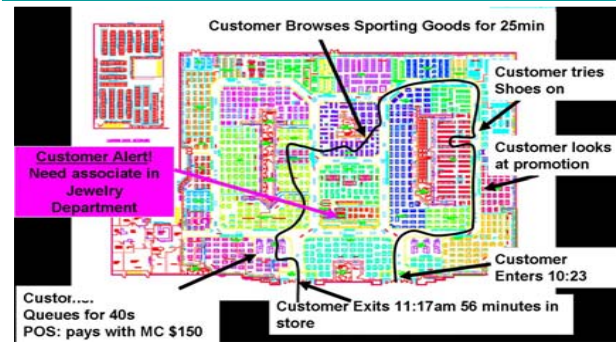 Customer Browses Sporting Goods for 25min
Customer tries
Shoes on
Customer Alert!
Need associate in
Jewelry
Department
Customer looks
at promotion
Customer
Enters 10:23
Queues for 40s
POS: pays with MC $150
Customer Exits 11:17am 56 minutes in
store